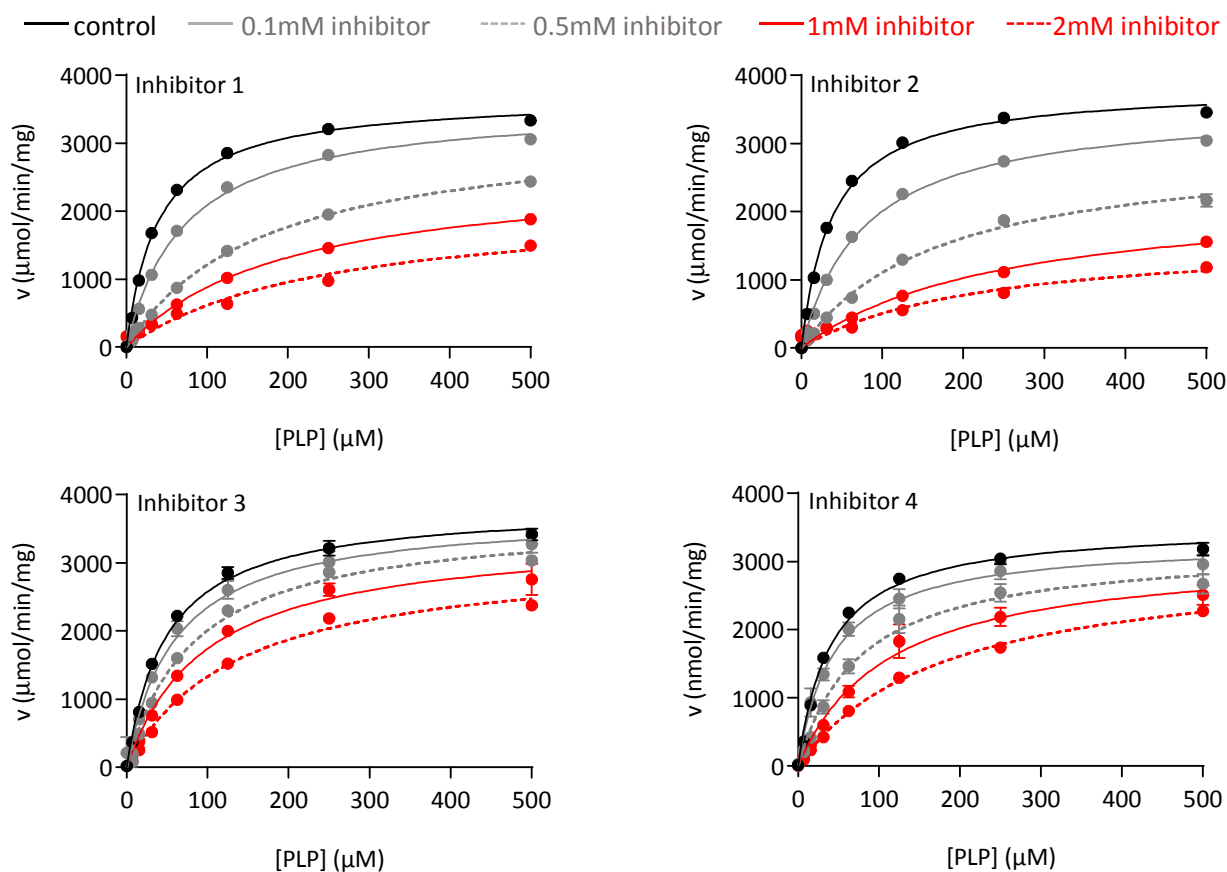 control 0.1mM inhibitor 0.5mM inhibitor 1mM inhibitor 2mM inhibitor
Inhibitor 1
v (μmol/min/mg)
4000
3000
2000
1000
0
0 100 200 300 400 500
[PLP] (μM)
Inhibitor 2
v (μmol/min/mg)
4000
3000
2000
1000
0
0 100 200 300 400 500
[PLP] (μM)
Inhibitor 3
v (μmol/min/mg)
4000
3000
2000
1000
0
0 100 200 300 400 500
[PLP] (μM)
Inhibitor 4
v (nmol/min/mg)
4000
3000
2000
1000
0
0 100 200 300 400 500
[PLP] (μM)